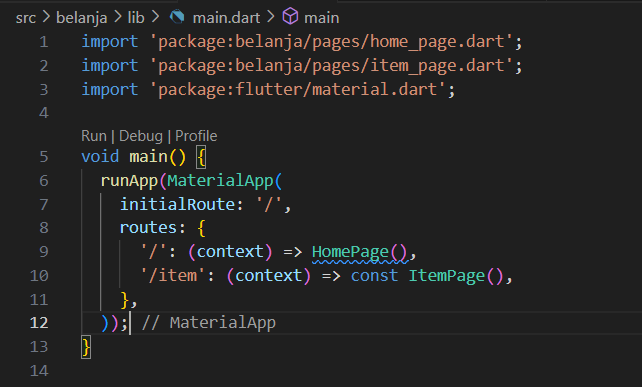 src > belanja > lib > main.dart > main
1 import 'package:belanja/pages/home_page.dart';
2 import 'package:belanja/pages/item_page.dart';
3 import 'package:flutter/material.dart';
4
Run | Debug | Profile
5 void main() {
6   runApp(MaterialApp(
7     initialRoute: '/',
8     routes: {
9       '/': (context) => HomePage(),
10       '/item': (context) => const ItemPage(),
11     },
12   )); // MaterialApp
13 }
14